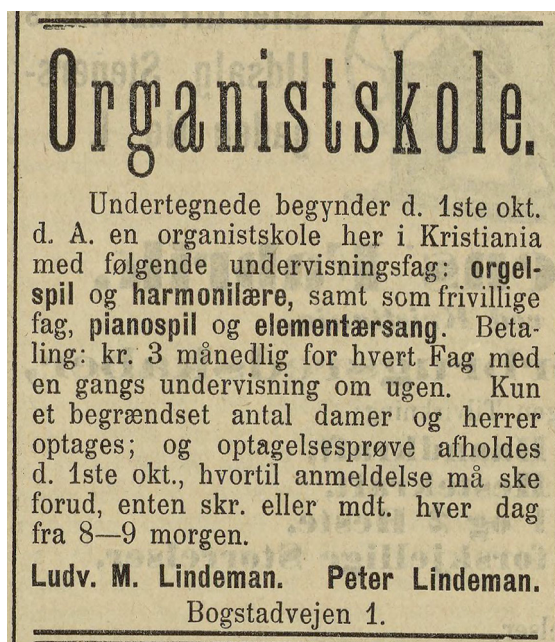 Organistskole.
Undertegnede begynder d. 1ste okt.
d. A. en organistskole her i Kristiania
med følgende undervisningsfag: orgel-
spil og harmonilære, samt som frivillige
fag, pianospil og elementærsang. Beta-
ling: kr. 3 månedlig for hvert Fag med
en gangs undervisning om ugen. Kun
et begrændset antal damer og herrer
optages; og optagelsesprøve afholdes
d. 1ste okt., hvortil anmeldelse må ske
forud, enten skr. eller mdt. hver dag
fra 8—9 morgen.
Ludv. M. Lindeman. Peter Lindeman.
Bogstadvejen 1.